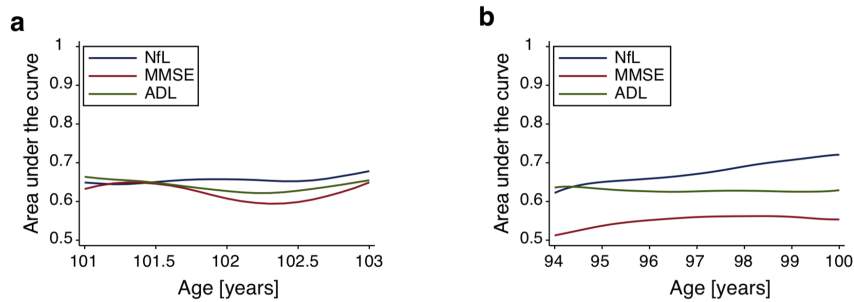 a
1
0.9
0.8
0.7
0.6
0.5
Area under the curve
NfL
MMSE
ADL
101 101.5 102 102.5 103
Age [years]
b
1
0.9
0.8
0.7
0.6
0.5
Area under the curve
NfL
MMSE
ADL
94 95 96 97 98 99 100
Age [years]